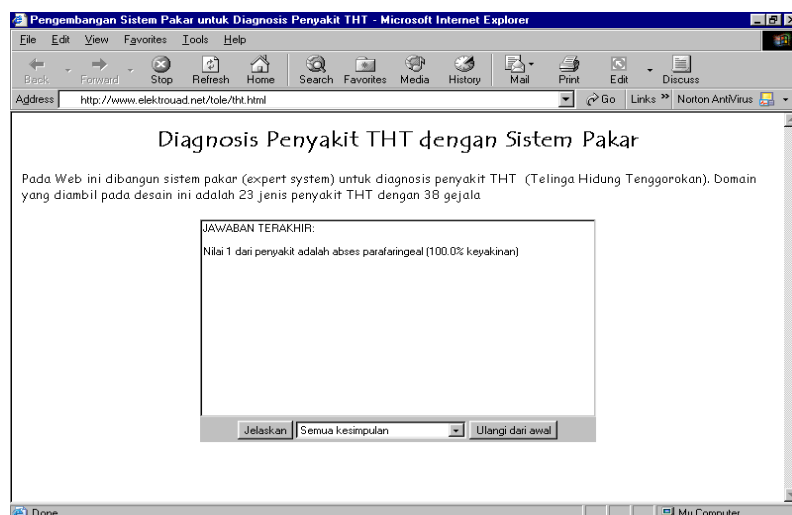 Pengembangan Sistem Pakar untuk Diagnosis Penyakit THT - Microsoft Internet Explorer
File Edit View Favorites Tools Help
Back Forward Stop Refresh Home Search Favorites Media History Mail Print Edit Discuss
Address http://www.elektrouad.net/tole/tht.html Go Links » Norton AntiVirus
Diagnosis Penyakit THT dengan Sistem Pakar
Pada Web ini dibangun sistem pakar (expert system) untuk diagnosis penyakit THT (Telinga Hidung Tenggorokan). Domain
yang diambil pada desain ini adalah 23 jenis penyakit THT dengan 38 gejala
JAWABAN TERAKHIR:
Nilai 1 dari penyakit adalah abses parafaringeal (100.0% keyakinan)
Jelaskan Semua kesimpulan Ulangi dari awal
Done My Computer